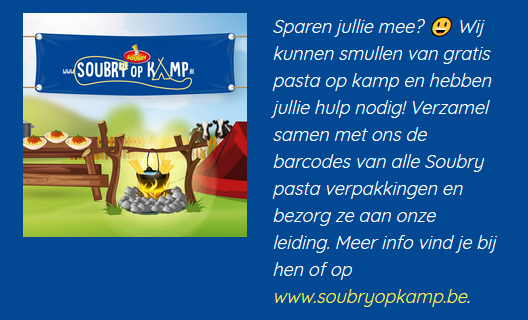 www.SOUBRY OP KAMP.BE
SOUBRY
Sparen jullie mee? 😃 Wij
kunnen smullen van gratis
pasta op kamp en hebben
jullie hulp nodig! Verzamel
samen met ons de
barcodes van alle Soubry
pasta verpakkingen en
bezorg ze aan onze
leiding. Meer info vind je bij
hen of op
www.soubryopkamp.be.